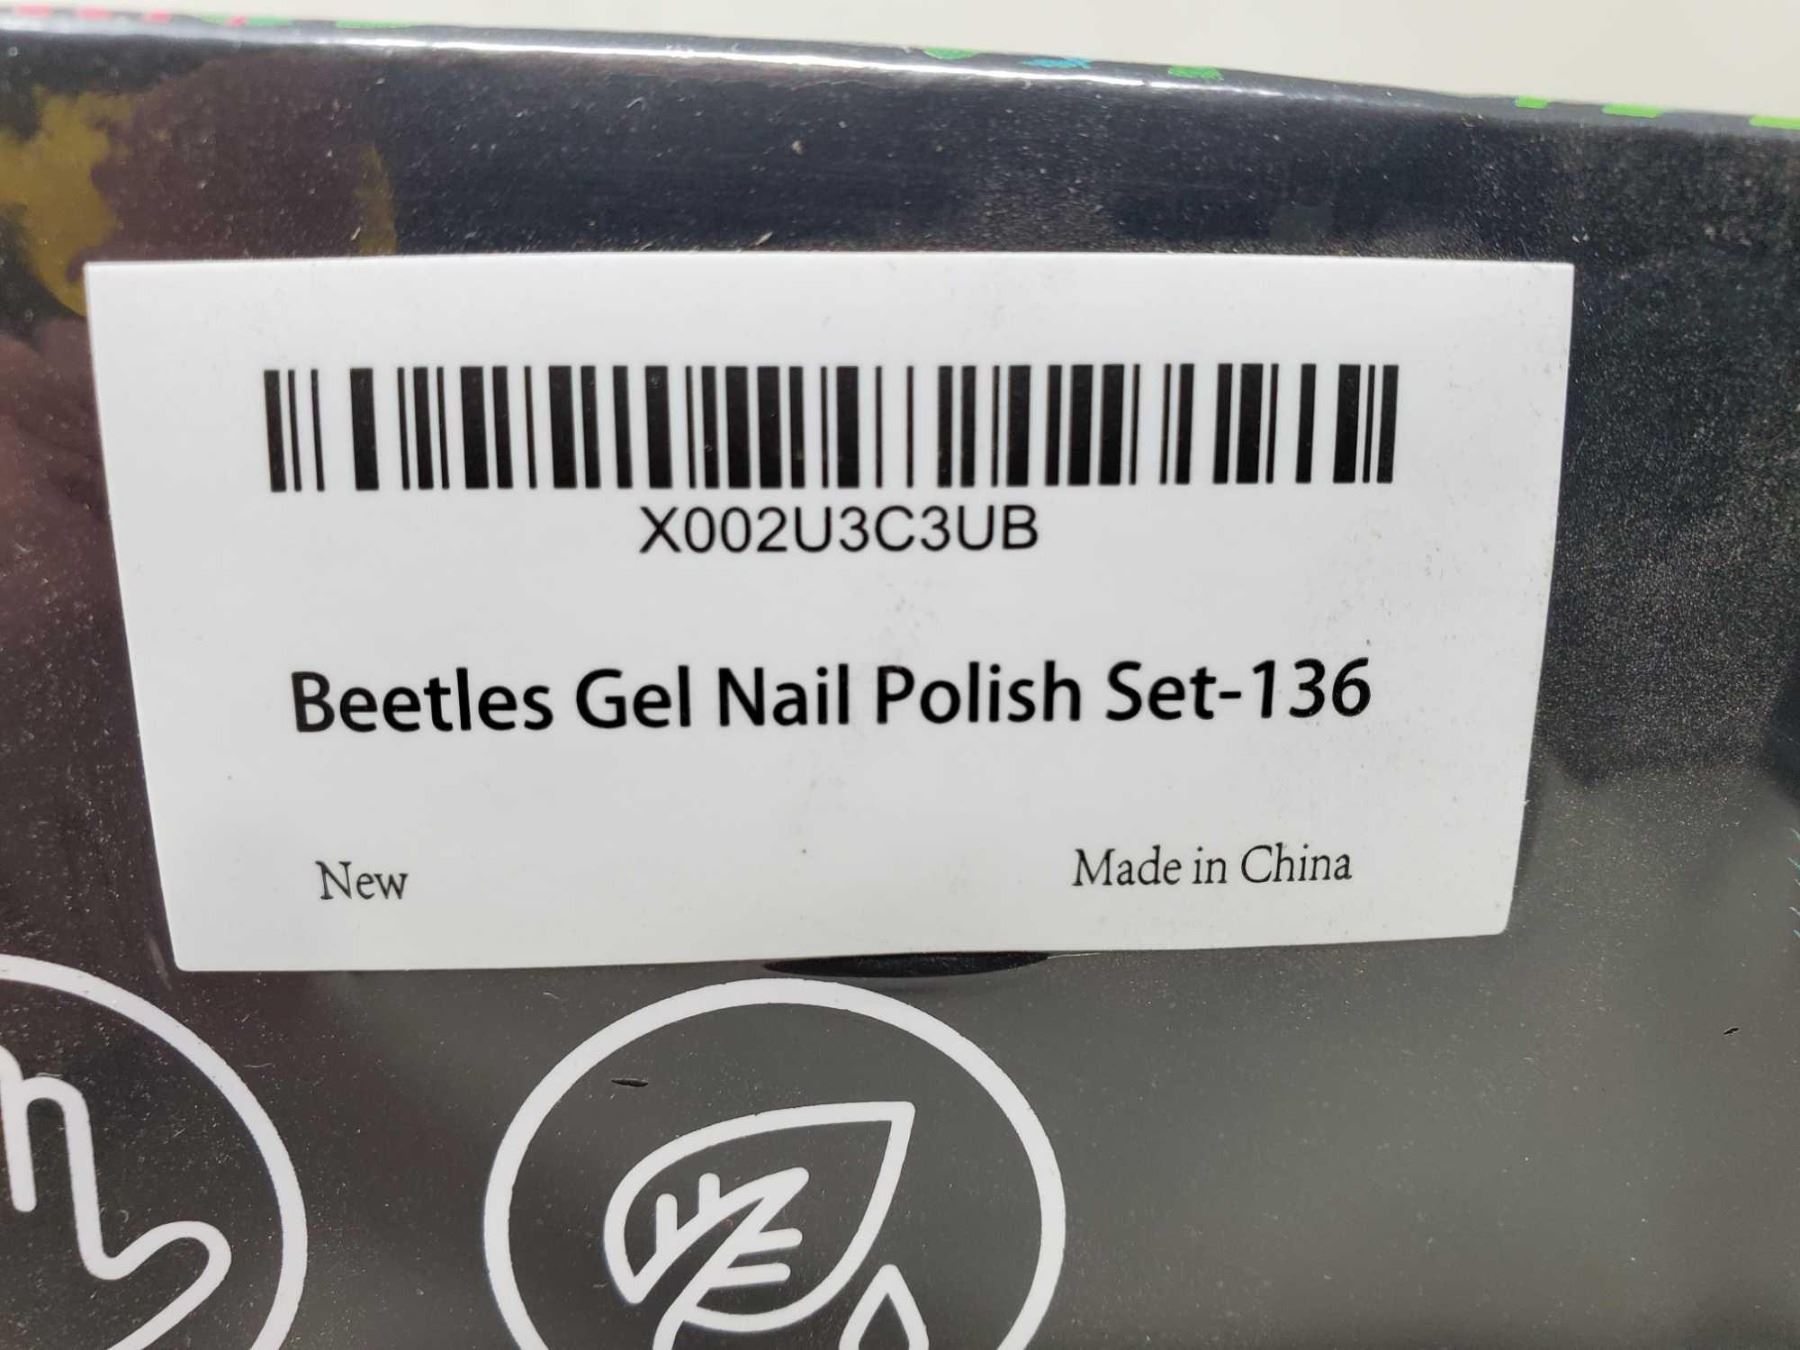 X002U3C3UB
Beetles Gel Nail Polish Set-136
New
Made in China